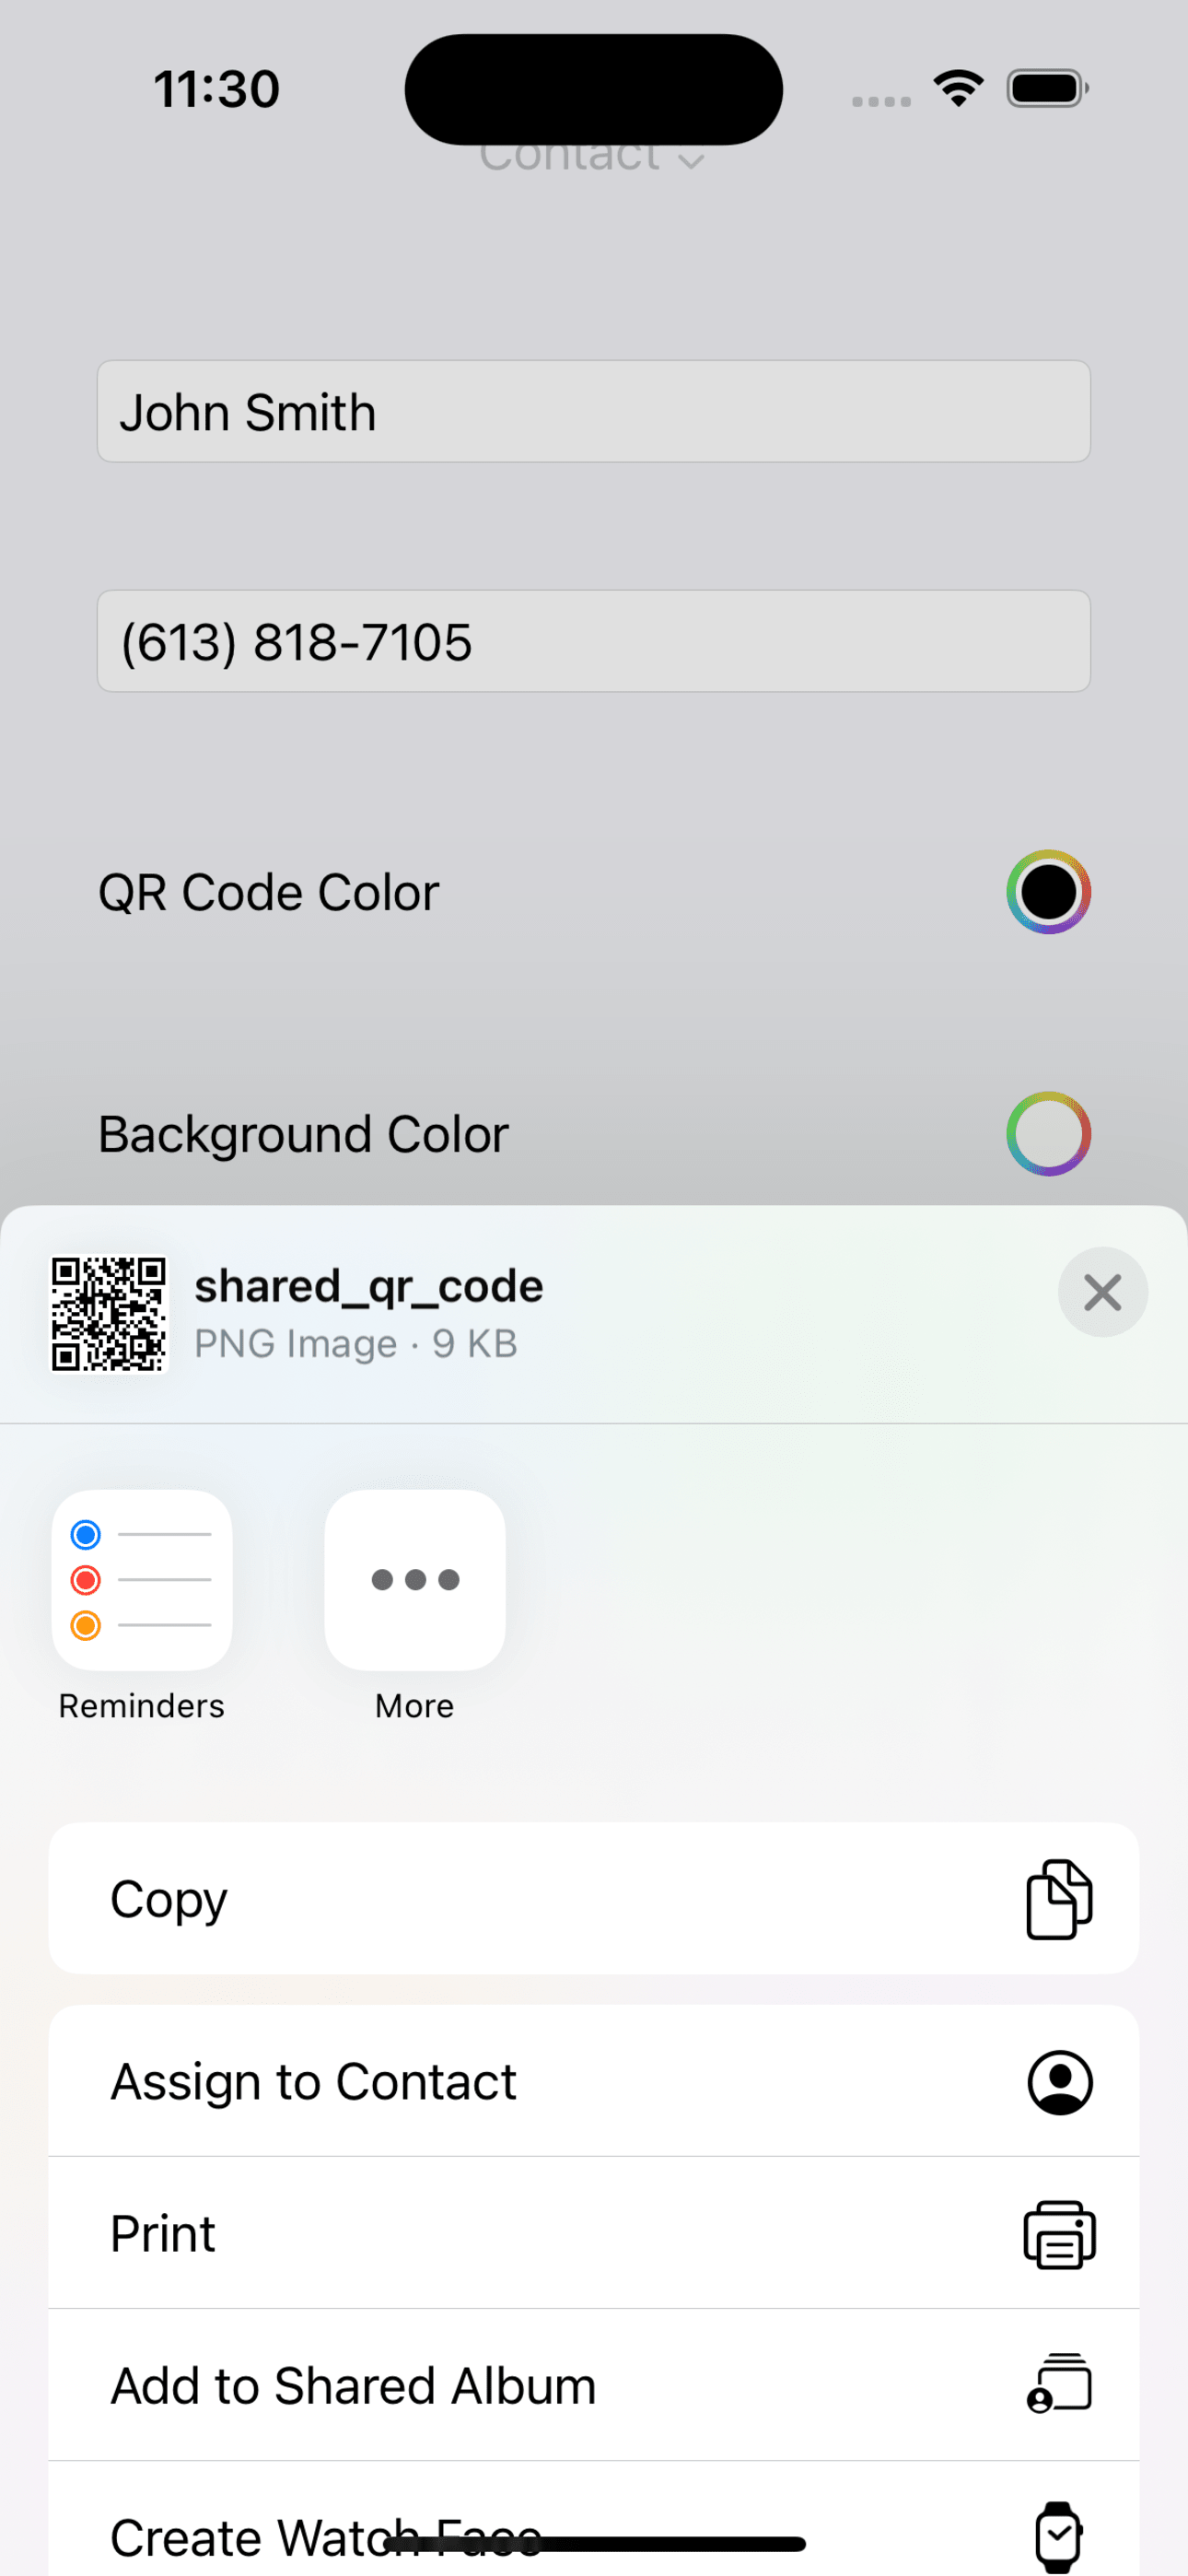 11:30
Contact
John Smith
(613) 818-7105
QR Code Color
Background Color
shared_qr_code
PNG Image · 9 KB
Reminders
More
Copy
Assign to Contact
Print
Add to Shared Album
Create Watch Face